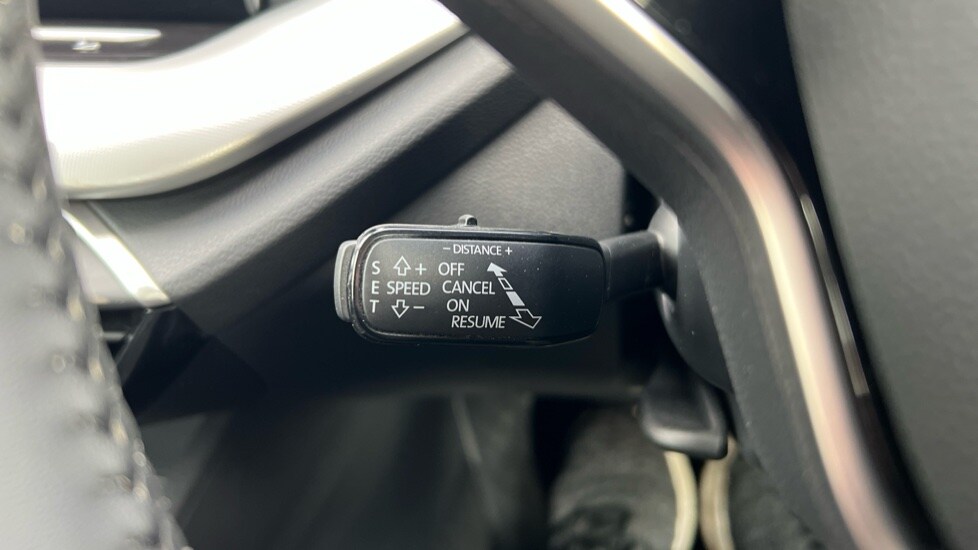 − DISTANCE +
S + OFF
E SPEED CANCEL
T − ON
RESUME